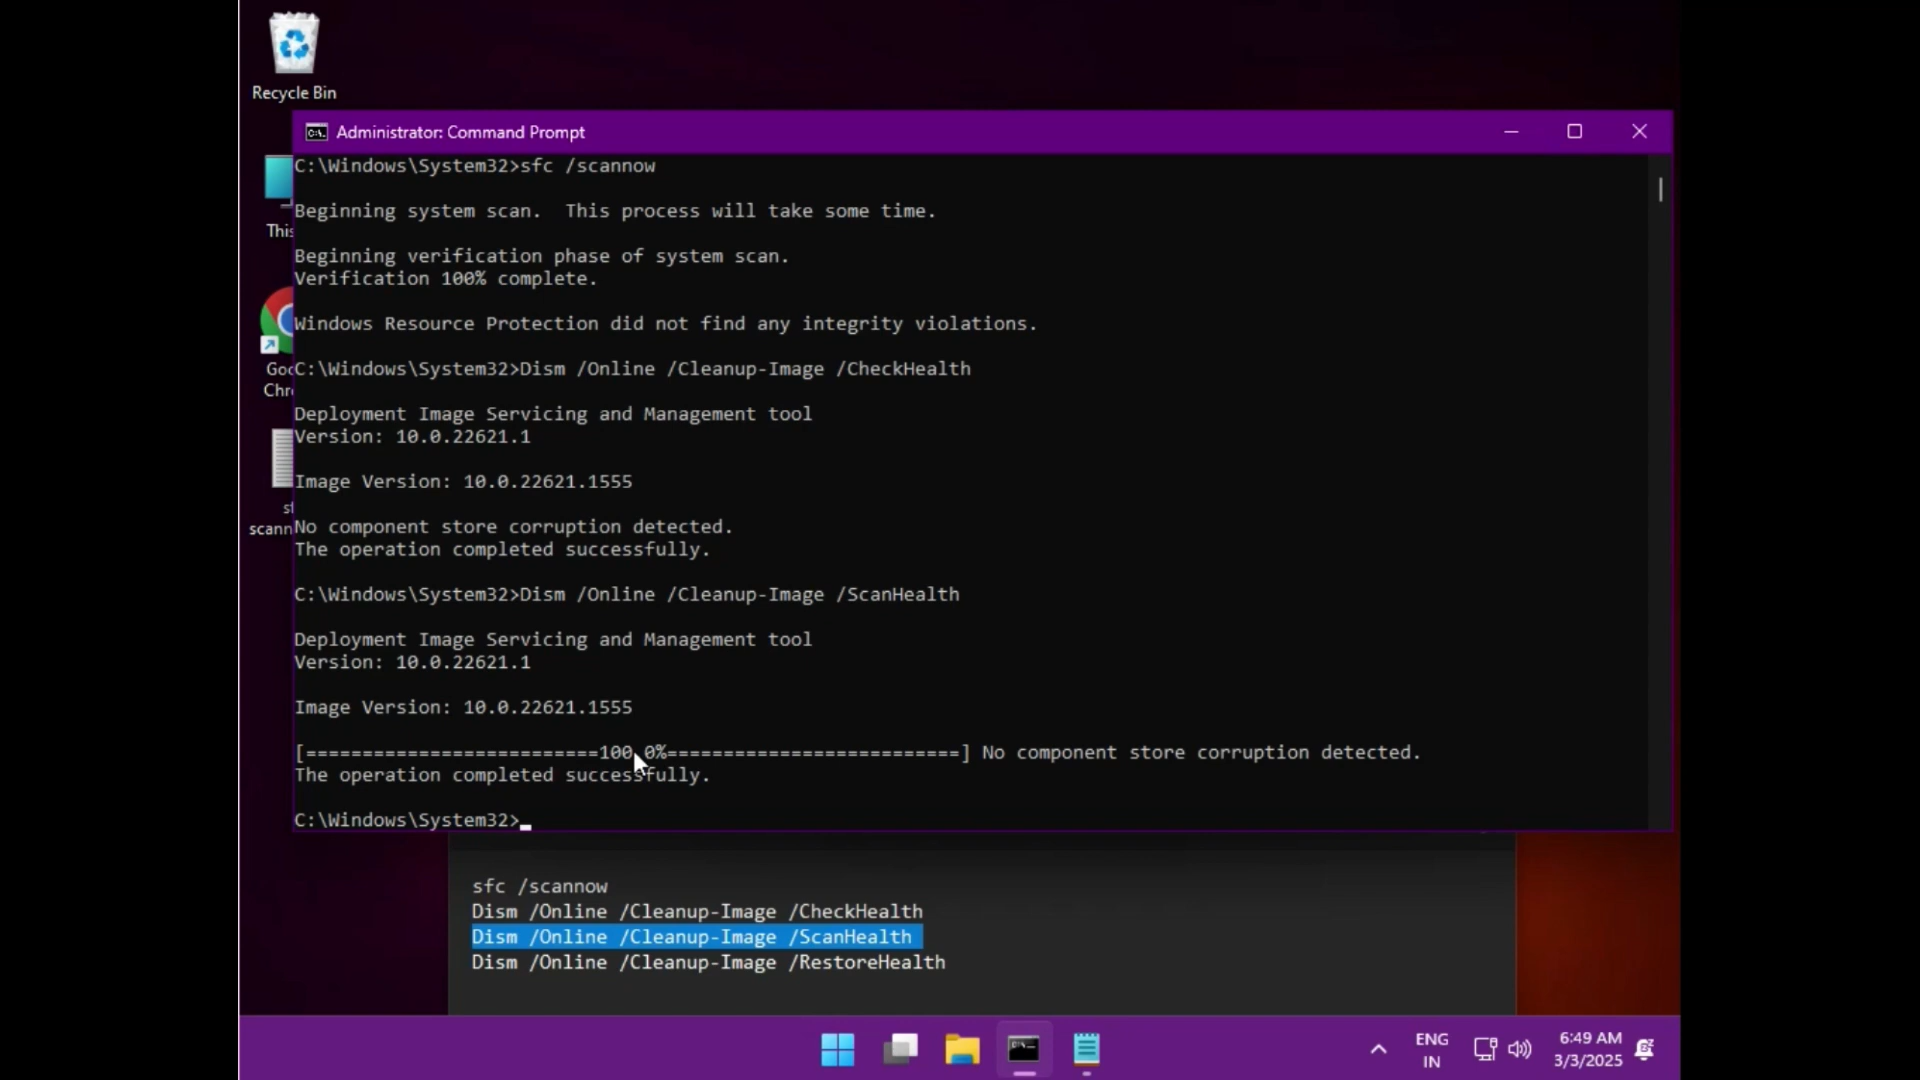 Recycle Bin
Administrator: Command Prompt
C:\Windows\System32>sfc /scannow
Beginning system scan.  This process will take some time.
Beginning verification phase of system scan.
Verification 100% complete.
Windows Resource Protection did not find any integrity violations.
C:\Windows\System32>Dism /Online /Cleanup-Image /CheckHealth
Deployment Image Servicing and Management tool
Version: 10.0.22621.1
Image Version: 10.0.22621.1555
No component store corruption detected.
The operation completed successfully.
C:\Windows\System32>Dism /Online /Cleanup-Image /ScanHealth
Deployment Image Servicing and Management tool
Version: 10.0.22621.1
Image Version: 10.0.22621.1555
[==========================100.0%==========================] No component store corruption detected.
The operation completed successfully.
C:\Windows\System32>
This
Goo
Chr
scann
sfc /scannow
Dism /Online /Cleanup-Image /CheckHealth
Dism /Online /Cleanup-Image /ScanHealth
Dism /Online /Cleanup-Image /RestoreHealth
ENG
IN
6:49 AM
3/3/2025